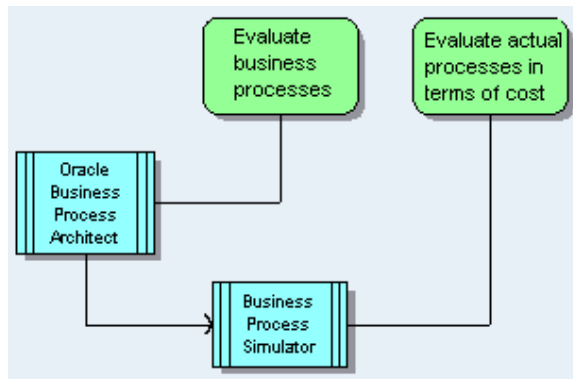 Evaluate
business
processes
Evaluate actual
processes in
terms of cost
Oracle
Business
Process
Architect
Business
Process
Simulator